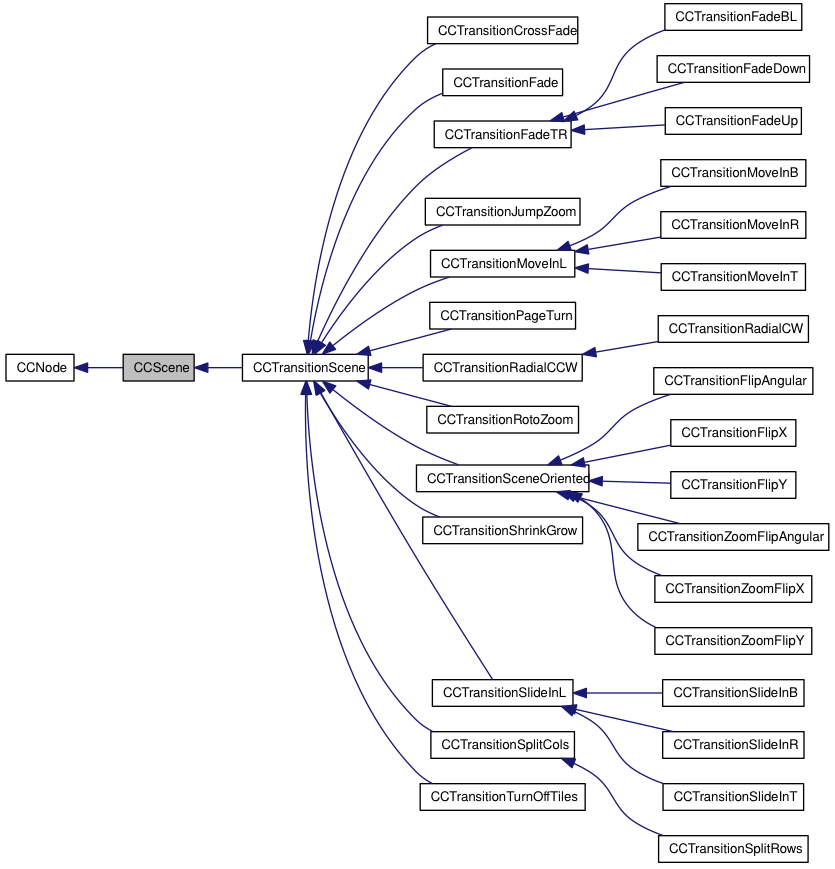 CCTransitionFadeBL
CCTransitionCrossFade
CCTransitionFadeDown
CCTransitionFade
CCTransitionFadeUp
CCTransitionFadeTR
CCTransitionMoveInB
CCTransitionJumpZoom
CCTransitionMoveInR
CCTransitionMoveInL
CCTransitionMoveInT
CCTransitionPageTurn
CCTransitionRadialCW
CCNode
CCScene
CCTransitionScene
CCTransitionRadialCCW
CCTransitionFlipAngular
CCTransitionRotoZoom
CCTransitionFlipX
CCTransitionSceneOriented
CCTransitionFlipY
CCTransitionShrinkGrow
CCTransitionZoomFlipAngular
CCTransitionZoomFlipX
CCTransitionZoomFlipY
CCTransitionSlideInL
CCTransitionSlideInB
CCTransitionSplitCols
CCTransitionSlideInR
CCTransitionTurnOffTiles
CCTransitionSlideInT
CCTransitionSplitRows